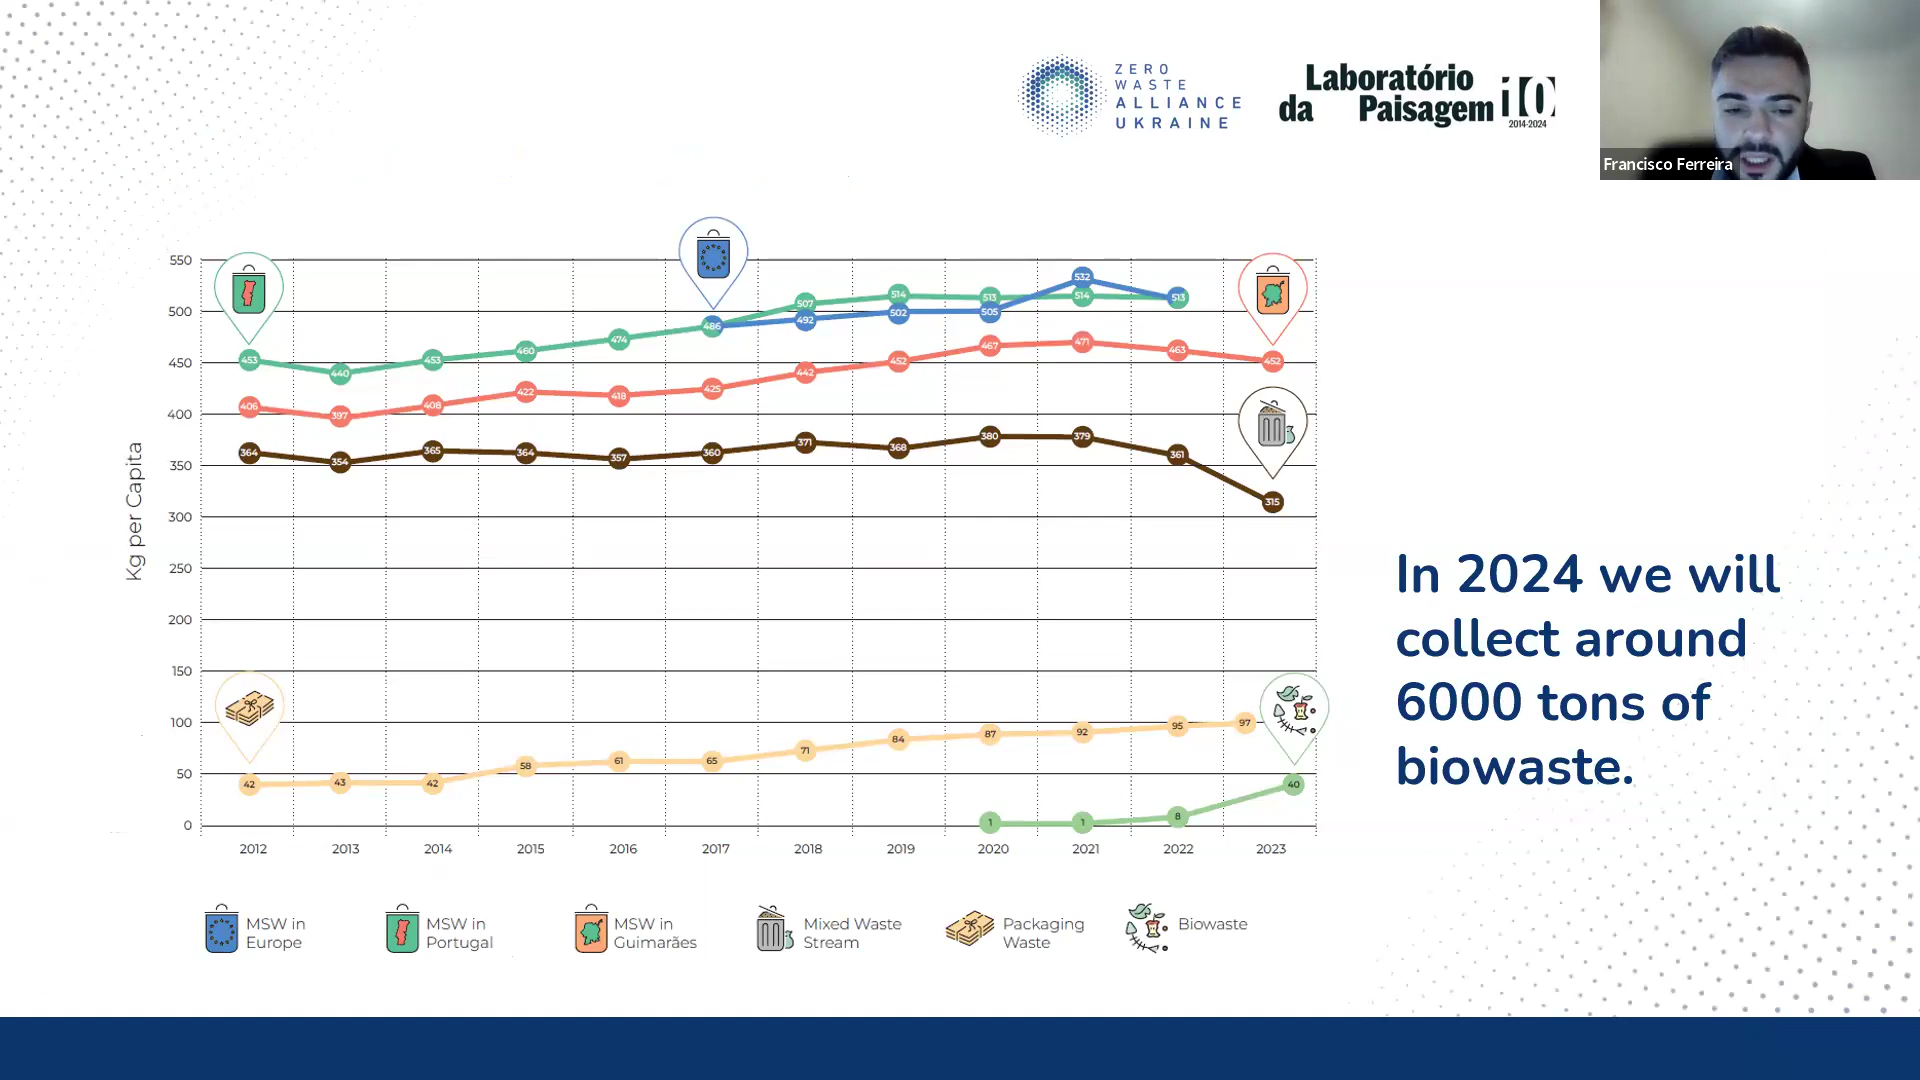 ZERO
WASTE
ALLIANCE
UKRAINE
Laboratório
da Paisagem
10
2014-2024
Francisco Ferreira
Kg per Capita
550
500
450
400
350
300
250
200
150
100
50
0
453 440 453 460 474 486 507 514 513 514 513
492 502 505 532
406 397 408 422 418 425 442 452 467 471 463 452
364 354 365 364 357 360 371 368 380 379 361 315
42 43 42 58 61 65 71 84 87 92 95 97
1 1 8 40
2012 2013 2014 2015 2016 2017 2018 2019 2020 2021 2022 2023
MSW in
Europe
MSW in
Portugal
MSW in
Guimarães
Mixed Waste
Stream
Packaging
Waste
Biowaste
In 2024 we will
collect around
6000 tons of
biowaste.